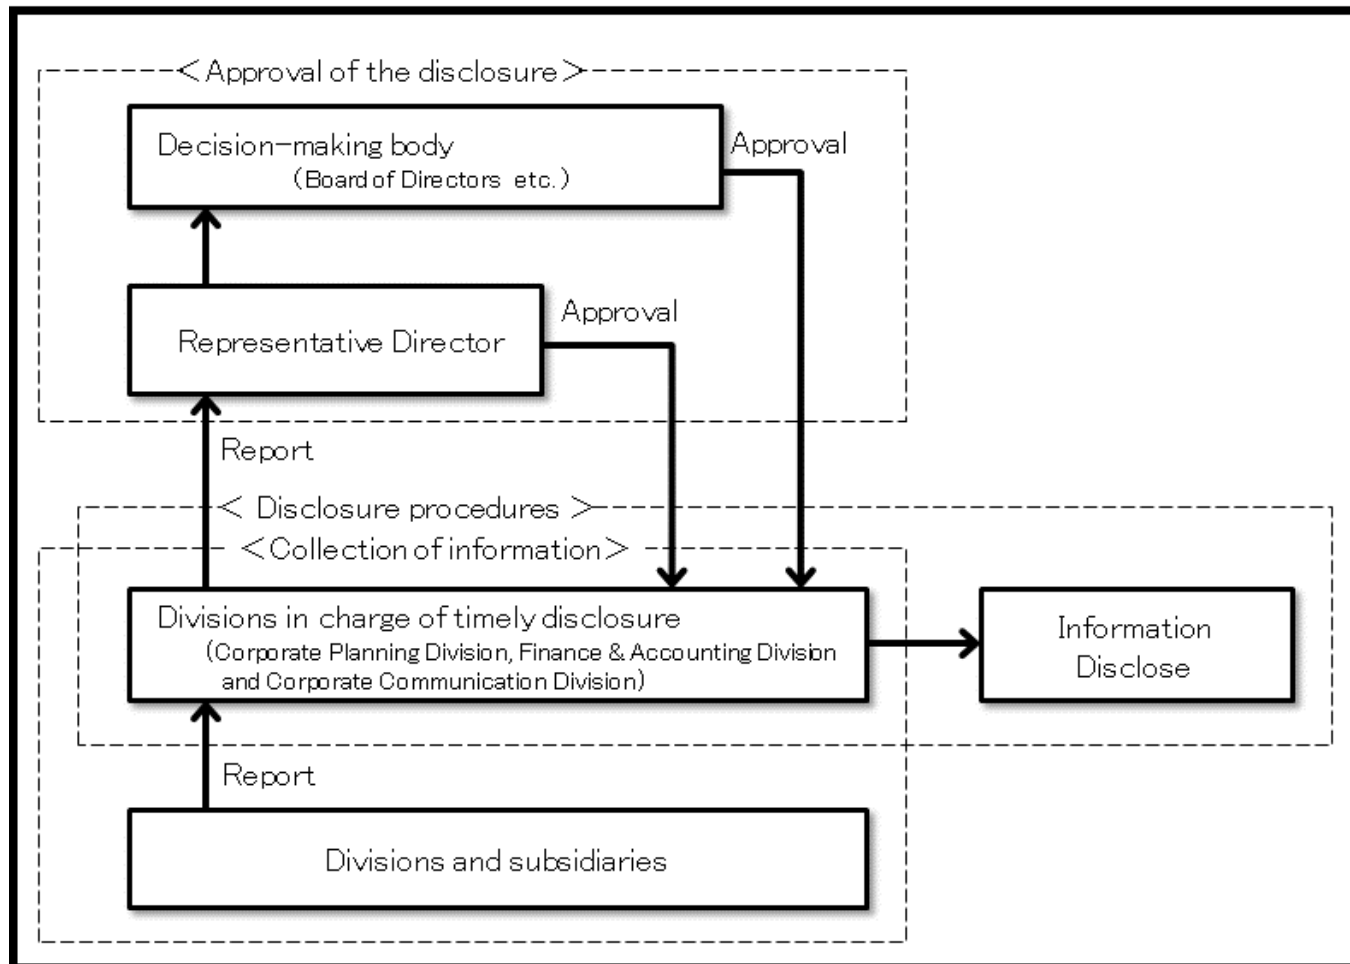 <Approval of the disclosure>
Decision-making body
(Board of Directors etc.)
Approval
Representative Director
Approval
Report
< Disclosure procedures >
<Collection of information>
Divisions in charge of timely disclosure
(Corporate Planning Division, Finance & Accounting Division
and Corporate Communication Division)
Information
Disclose
Report
Divisions and subsidiaries